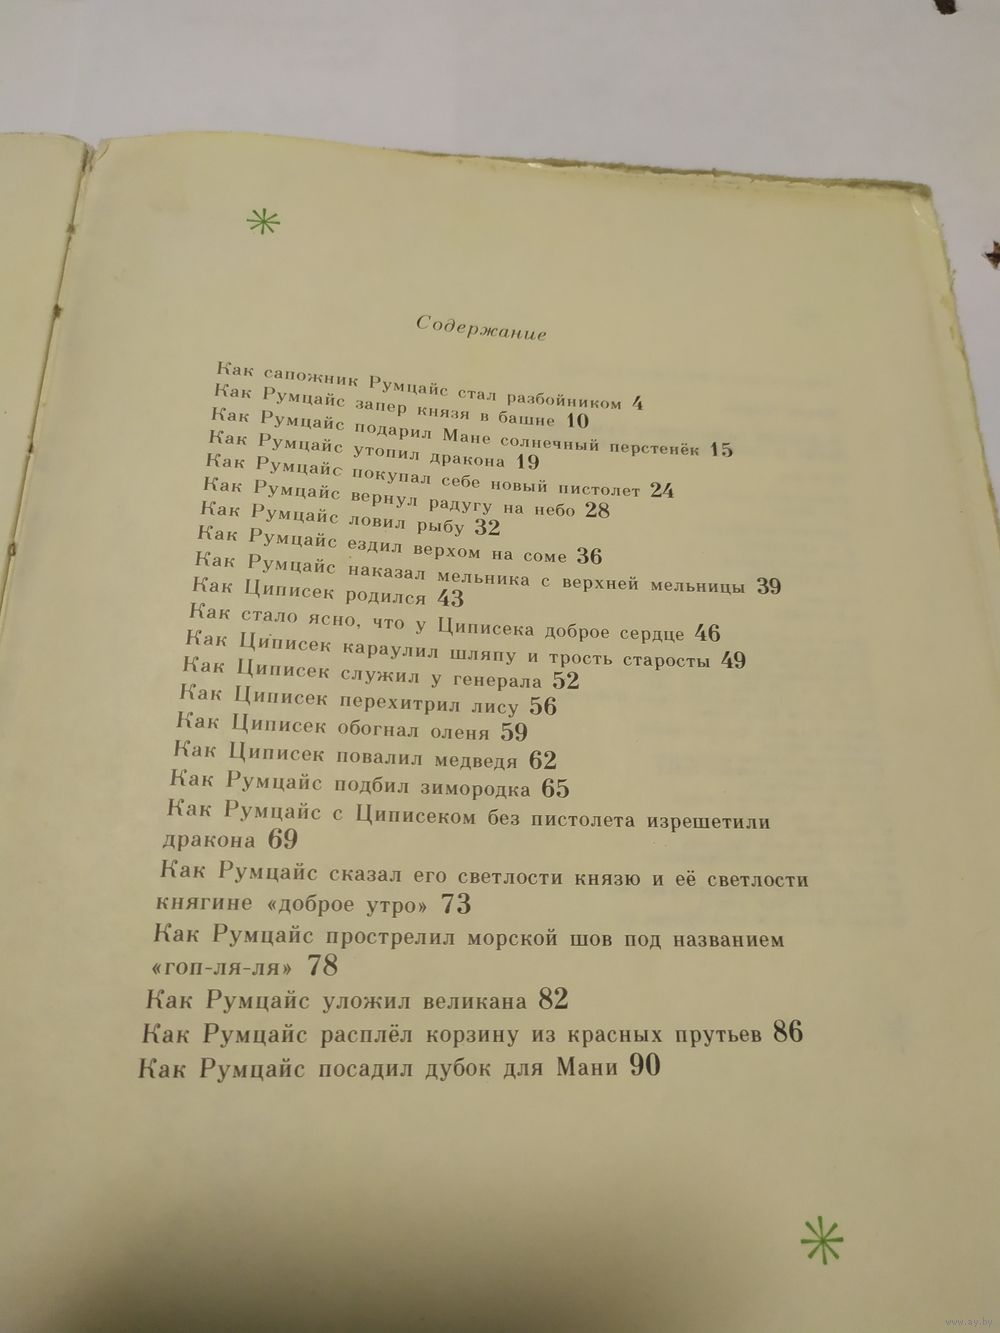 Содержание
Как сапожник Румцайс стал разбойником 4
Как Румцайс запер князя в башне 10
Как Румцайс подарил Мане солнечный перстенёк 15
Как Румцайс утопил дракона 19
Как Румцайс покупал себе новый пистолет 24
Как Румцайс вернул радугу на небо 28
Как Румцайс ловил рыбу 32
Как Румцайс ездил верхом на соме 36
Как Румцайс наказал мельника с верхней мельницы 39
Как Циписек родился 43
Как стало ясно, что у Циписека доброе сердце 46
Как Циписек караулил шляпу и трость старосты 49
Как Циписек служил у генерала 52
Как Циписек перехитрил лису 56
Как Циписек обогнал оленя 59
Как Циписек повалил медведя 62
Как Румцайс подбил зимородка 65
Как Румцайс с Циписеком без пистолета изрешетили
дракона 69
Как Румцайс сказал его светлости князю и её светлости
княгине «доброе утро» 73
Как Румцайс прострелил морской шов под названием
«гоп-ля-ля» 78
Как Румцайс уложил великана 82
Как Румцайс расплёл корзину из красных прутьев 86
Как Румцайс посадил дубок для Мани 90
www.ay.by